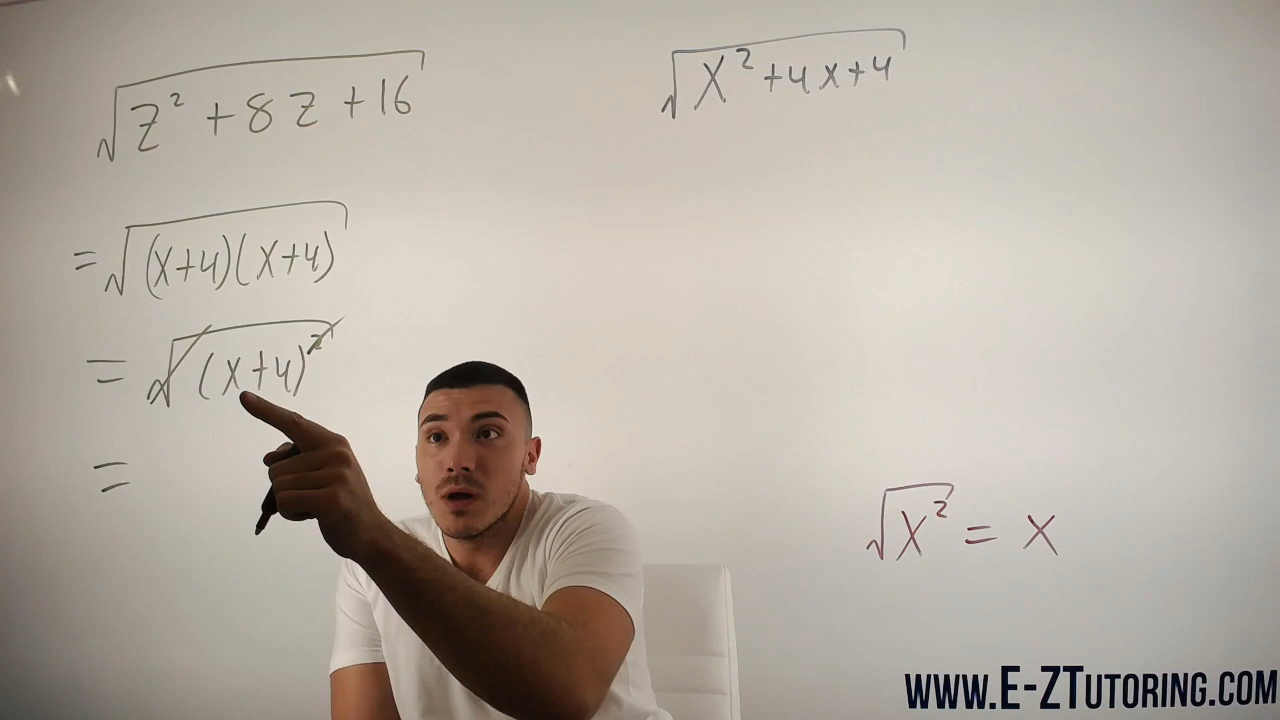 √(z² + 8z + 16)
= √((x+4)(x+4))
= √((x+4)²)
=
√(x² + 4x + 4)
√(x²) = x
www.E-ZTutoring.com